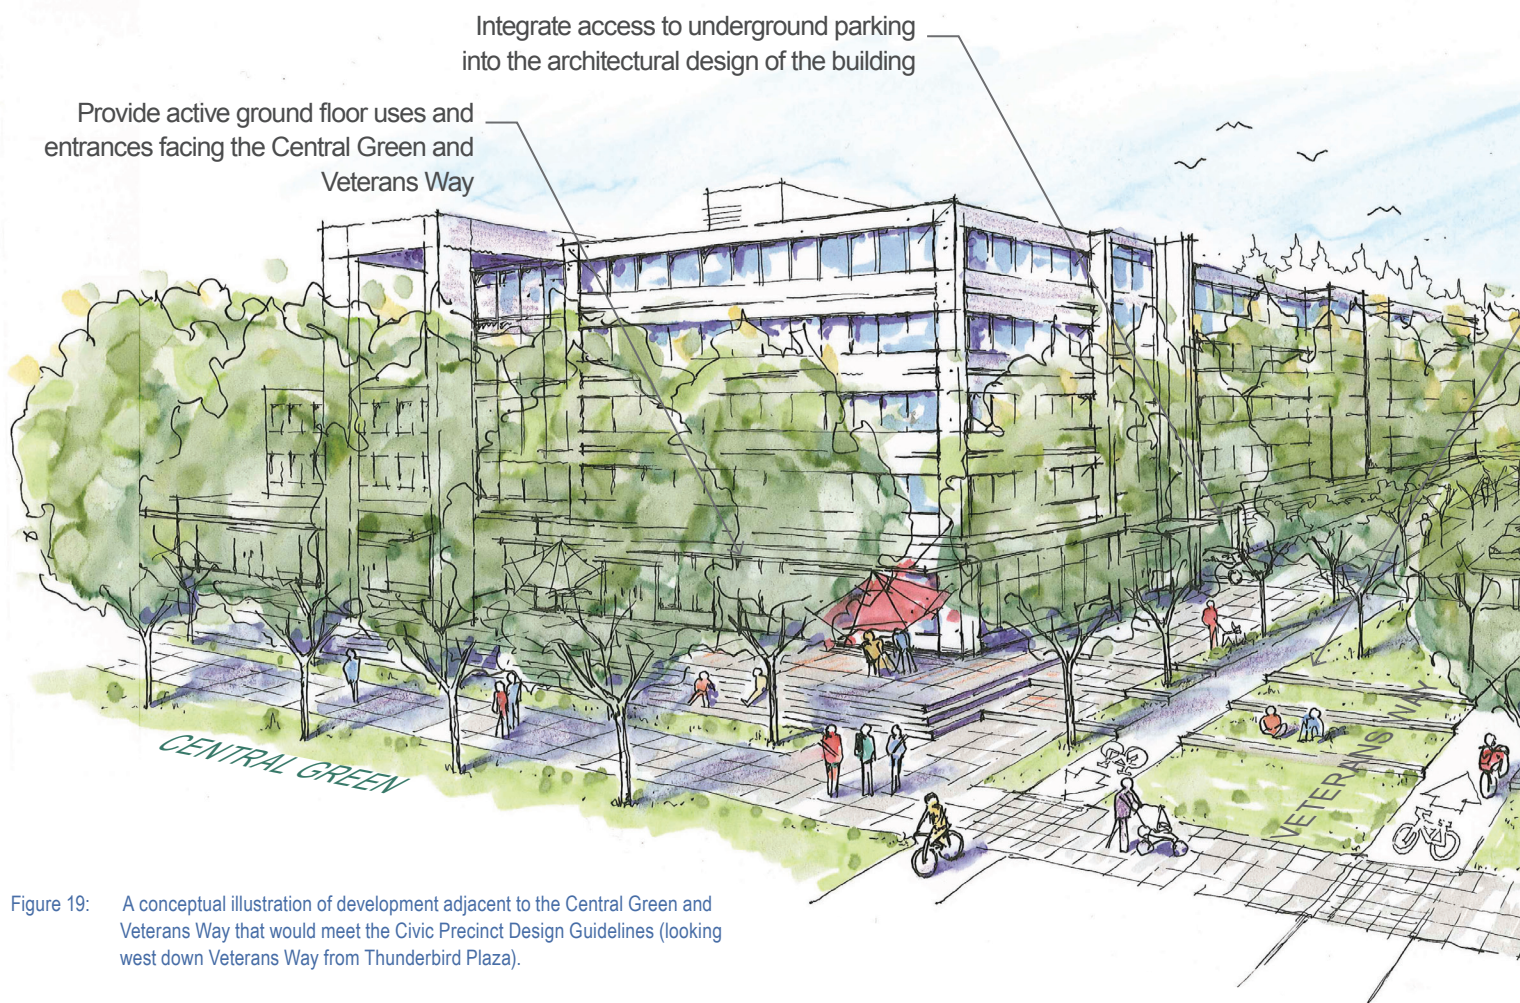 Integrate access to underground parking
into the architectural design of the building
Provide active ground floor uses and
entrances facing the Central Green and
Veterans Way
CENTRAL GREEN
VETERANS WAY
Figure 19: A conceptual illustration of development adjacent to the Central Green and
Veterans Way that would meet the Civic Precinct Design Guidelines (looking
west down Veterans Way from Thunderbird Plaza).